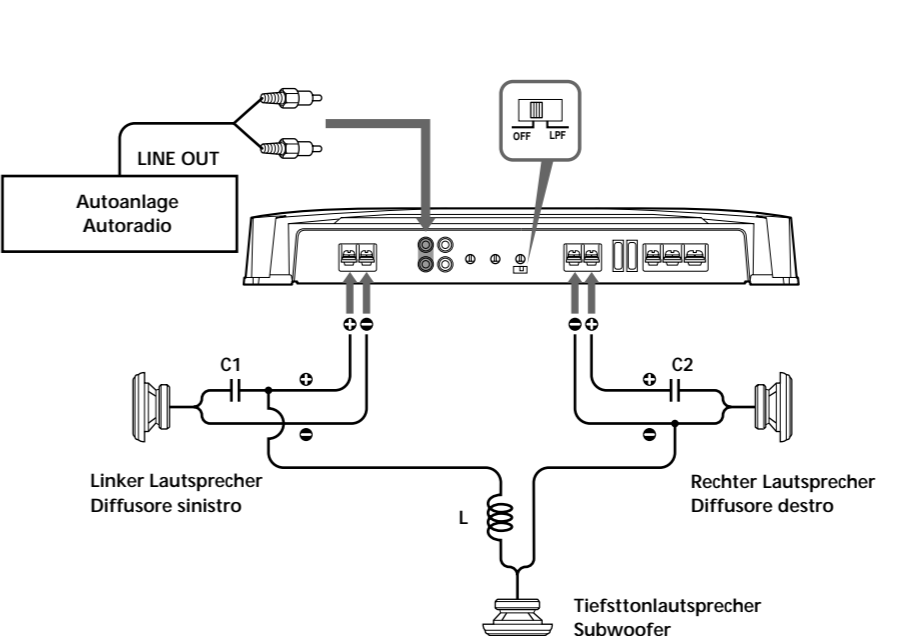 OFF LPF
LINE OUT
Autoanlage
Autoradio
C1
C2
Linker Lautsprecher
Diffusore sinistro
Rechter Lautsprecher
Diffusore destro
L
Tiefsttonlautsprecher
Subwoofer